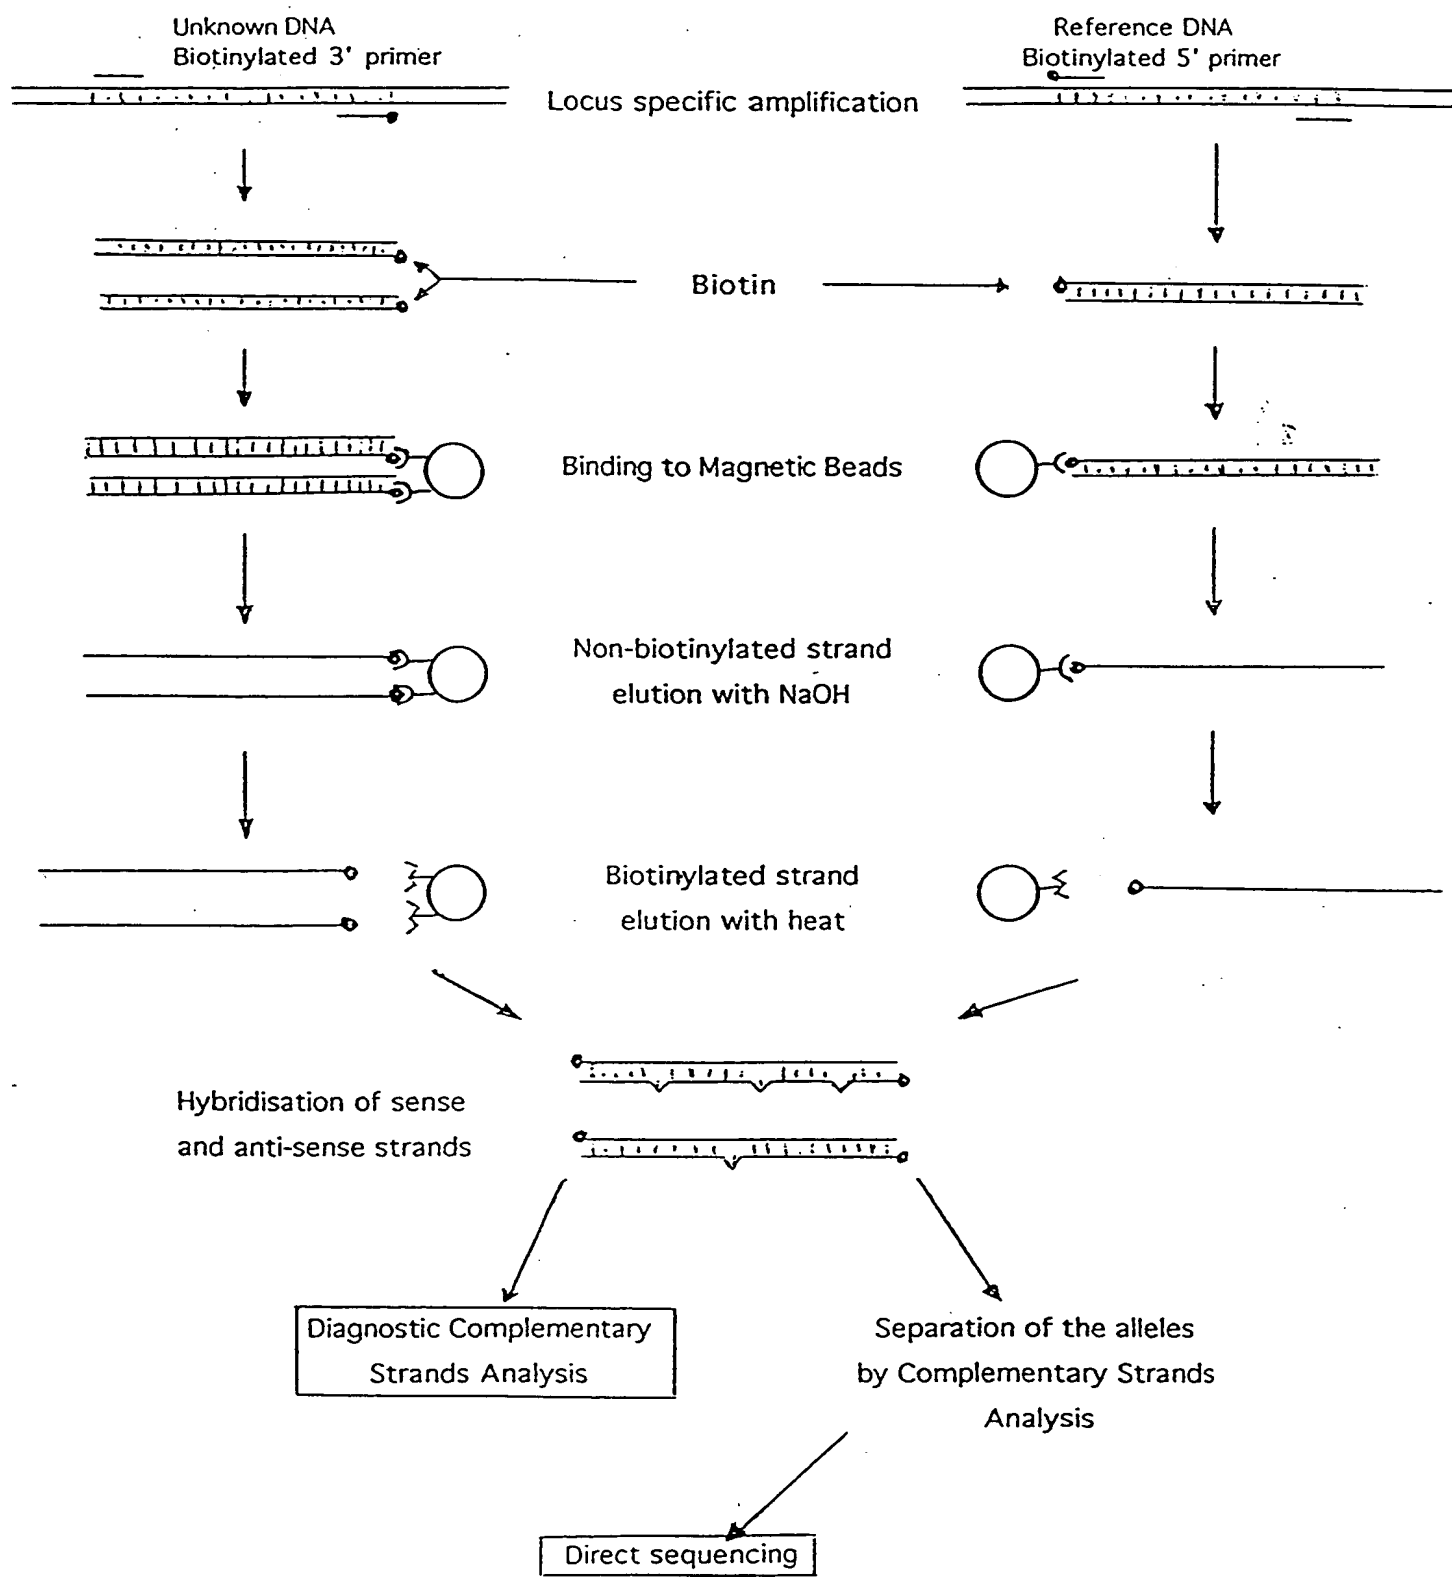 Unknown DNA
Biotinylated 3' primer
Reference DNA
Biotinylated 5' primer
Locus specific amplification
Biotin
Binding to Magnetic Beads
Non-biotinylated strand
elution with NaOH
Biotinylated strand
elution with heat
Hybridisation of sense
and anti-sense strands
Diagnostic Complementary
Strands Analysis
Separation of the alleles
by Complementary Strands
Analysis
Direct sequencing